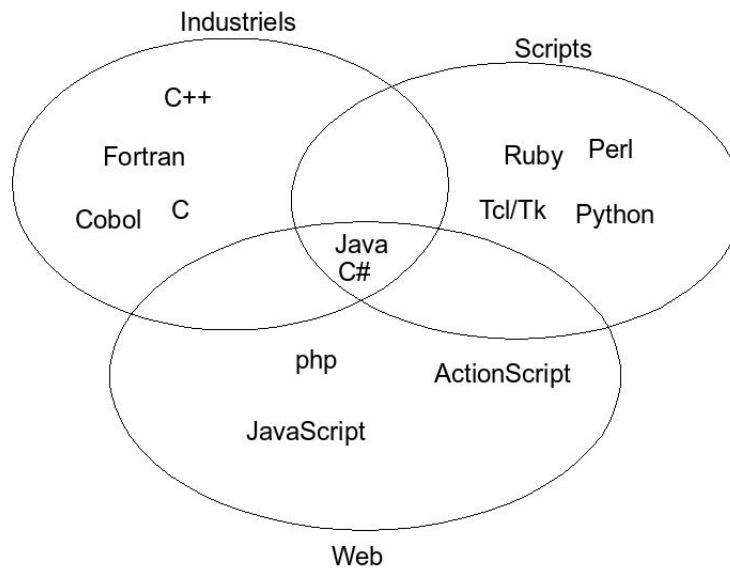 Industriels
Scripts
C++
Fortran
Cobol
C
Ruby
Perl
Tcl/Tk
Python
Java
C#
php
ActionScript
JavaScript
Web